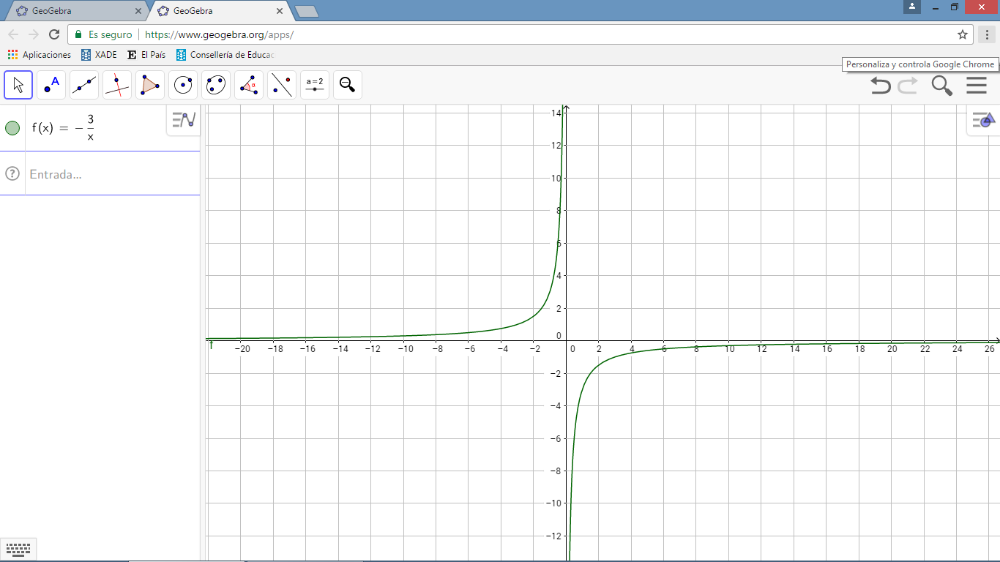 GeoGebra
GeoGebra
Es seguro https://www.geogebra.org/apps/
Aplicaciones XADE E El País Consellería de Educac
Personaliza y controla Google Chrome
A
α
a=2
f(x) = - 3/x
? Entrada...
14
12
10
8
6
4
2
0
−20 −18 −16 −14 −12 −10 −8 −6 −4 −2 0 2 4 6 8 10 12 14 16 18 20 22 24 26
f
−2
−4
−6
−8
−10
−12